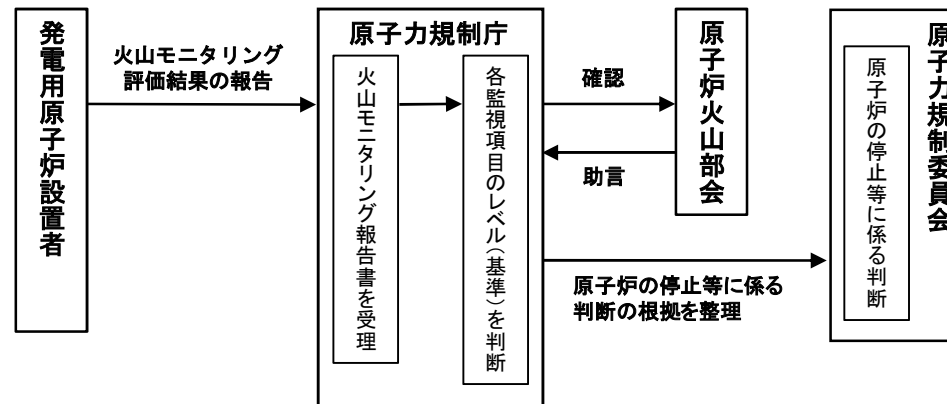 発電用原子炉設置者
火山モニタリング
評価結果の報告
原子力規制庁
火山モニタリング報告書を受理
各監視項目のレベル（基準）を判断
確認
助言
原子炉火山部会
原子炉の停止等に係る
判断の根拠を整理
原子力規制委員会
原子炉の停止等に係る判断